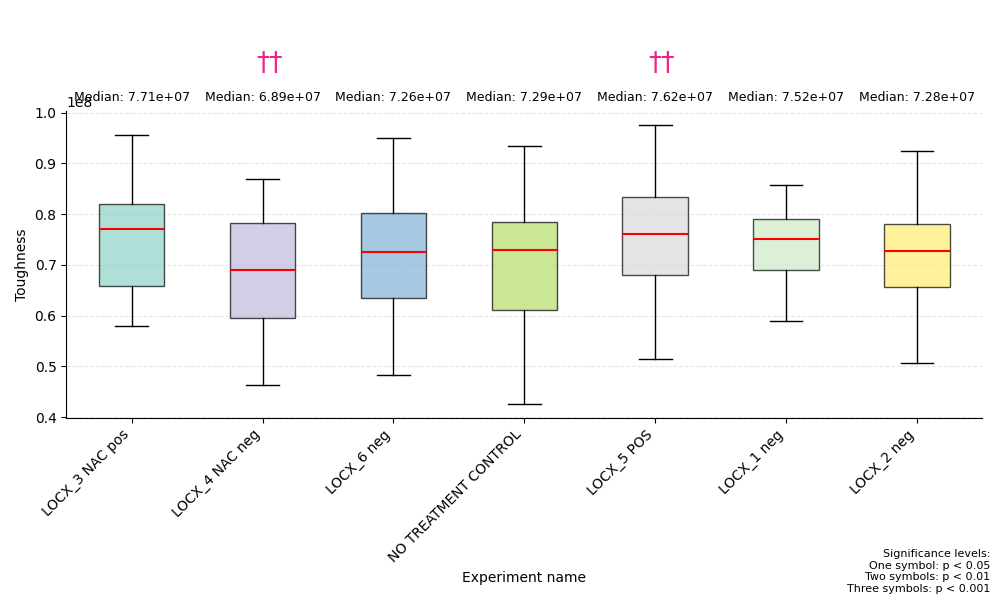 †† ††
1e8
Median: 7.71e+07 Median: 6.89e+07 Median: 7.26e+07 Median: 7.29e+07 Median: 7.62e+07 Median: 7.52e+07 Median: 7.28e+07
1.0
0.9
0.8
0.7
0.6
0.5
0.4
Toughness
LOCX_3 NAC pos
LOCX_4 NAC neg
LOCX_6 neg
NO TREATMENT CONTROL
LOCX_5 POS
LOCX_1 neg
LOCX_2 neg
Experiment name
Significance levels:
One symbol: p < 0.05
Two symbols: p < 0.01
Three symbols: p < 0.001